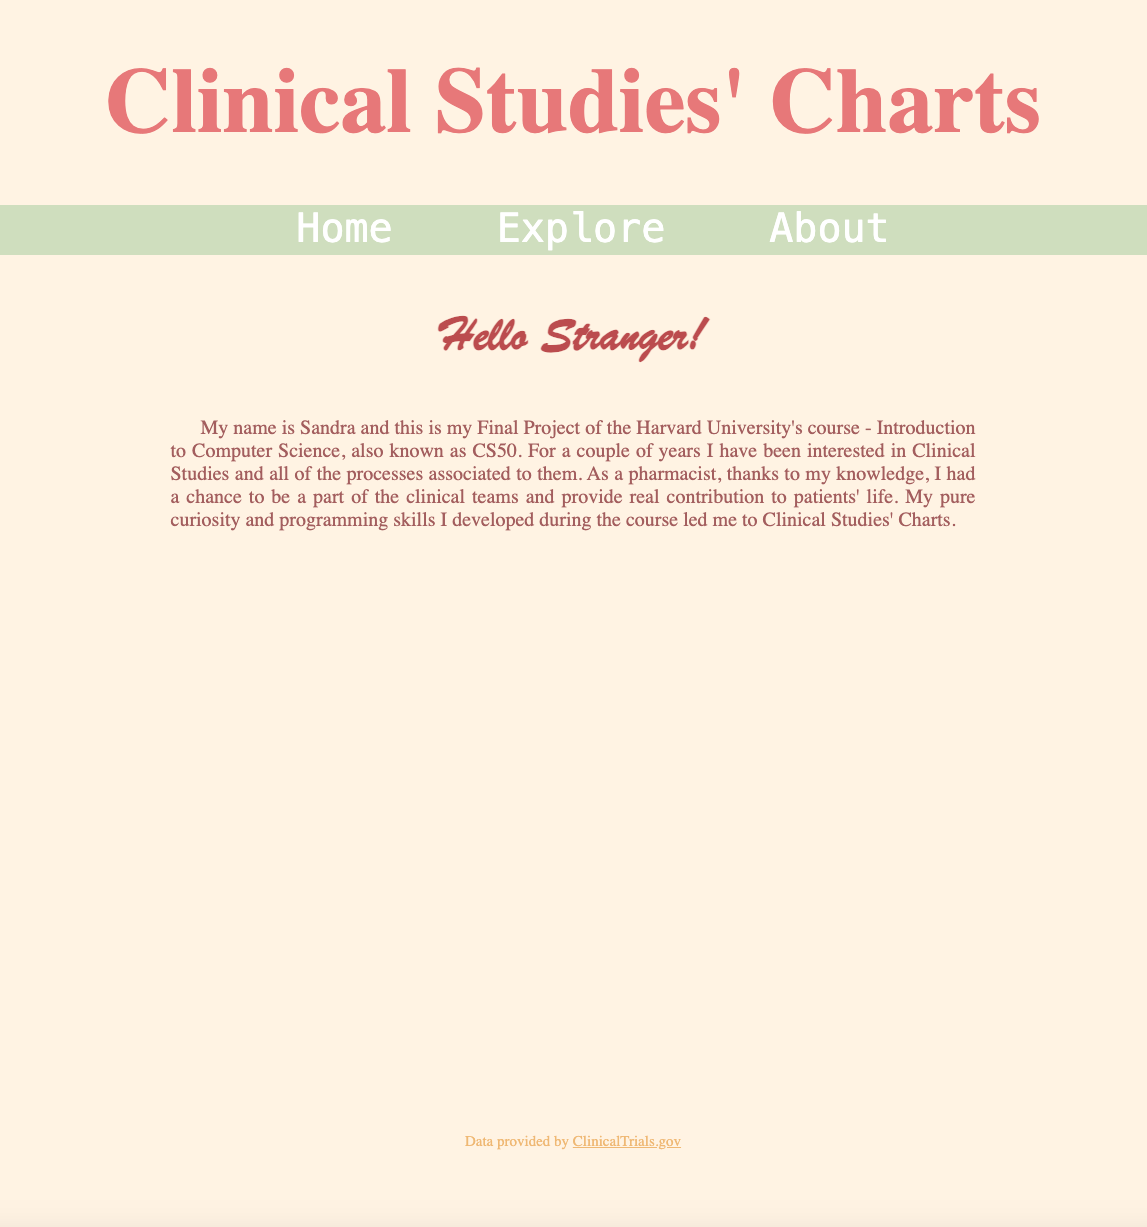 Clinical Studies' Charts
Home Explore About
Hello Stranger!
My name is Sandra and this is my Final Project of the Harvard University's course - Introduction
to Computer Science, also known as CS50. For a couple of years I have been interested in Clinical
Studies and all of the processes associated to them. As a pharmacist, thanks to my knowledge, I had
a chance to be a part of the clinical teams and provide real contribution to patients' life. My pure
curiosity and programming skills I developed during the course led me to Clinical Studies' Charts.
Data provided by ClinicalTrials.gov